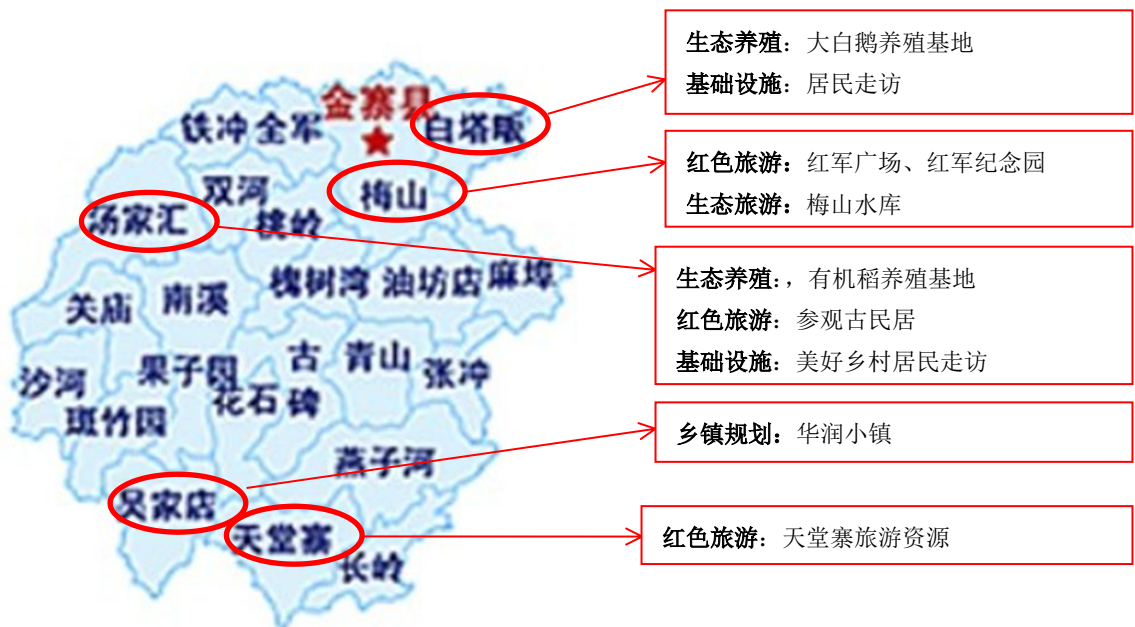 生态养殖：大白鹅养殖基地
基础设施：居民走访
金寨县
铁冲 全军 白塔畈
红色旅游：红军广场、红军纪念园
生态旅游：梅山水库
双河 梅山
汤家汇 桃岭
生态养殖：，有机稻养殖基地
红色旅游：参观古民居
基础设施：美好乡村居民走访
槐树湾 油坊店 麻埠
关庙 南溪
沙河 果子园 古碑 青山 张冲
斑竹园 花石
乡镇规划：华润小镇
燕子河
吴家店
天堂寨
长岭
红色旅游：天堂寨旅游资源